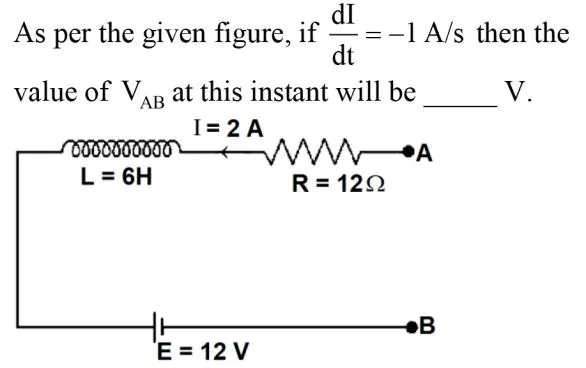 As per the given figure, if dI/dt = –1 A/s then the
value of V_AB at this instant will be _____ V.
I = 2 A
A
L = 6H
R = 12Ω
B
E = 12 V